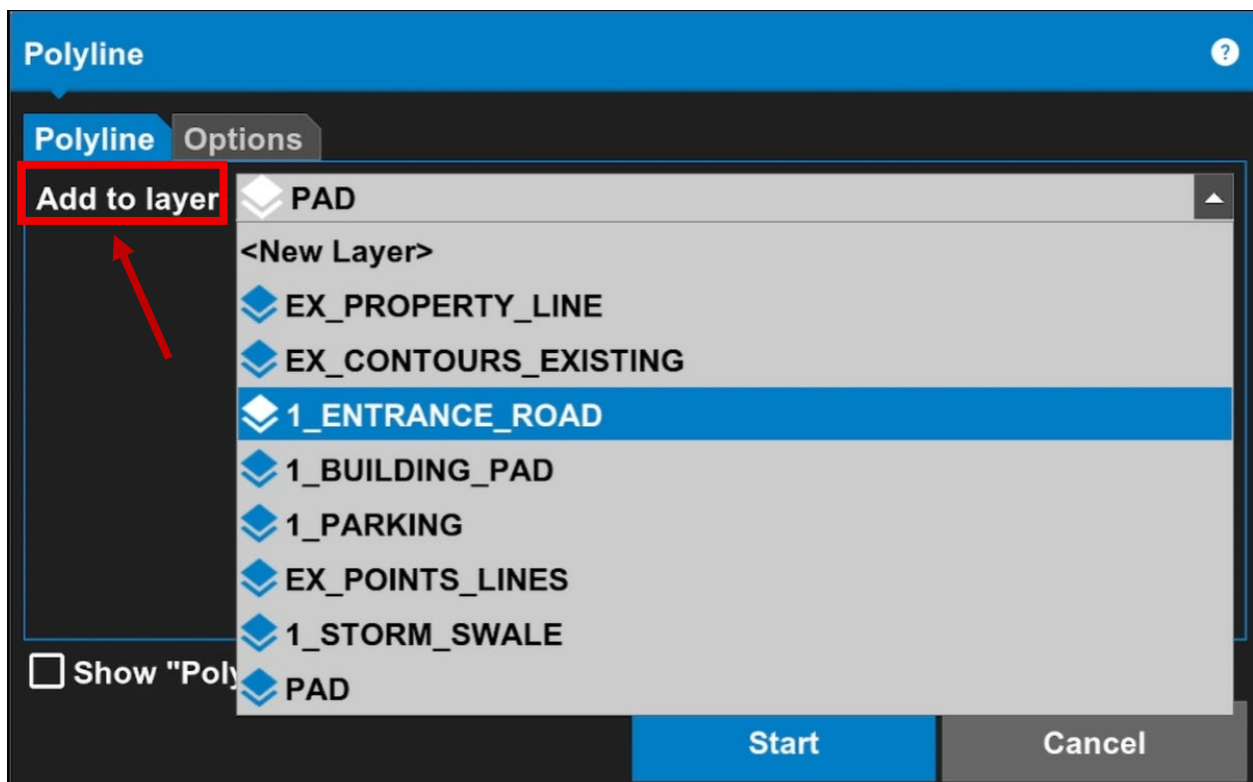 Polyline ?
Polyline Options
Add to layer PAD
<New Layer>
EX_PROPERTY_LINE
EX_CONTOURS_EXISTING
1_ENTRANCE_ROAD
1_BUILDING_PAD
1_PARKING
EX_POINTS_LINES
1_STORM_SWALE
Show "Poly
PAD
Start Cancel